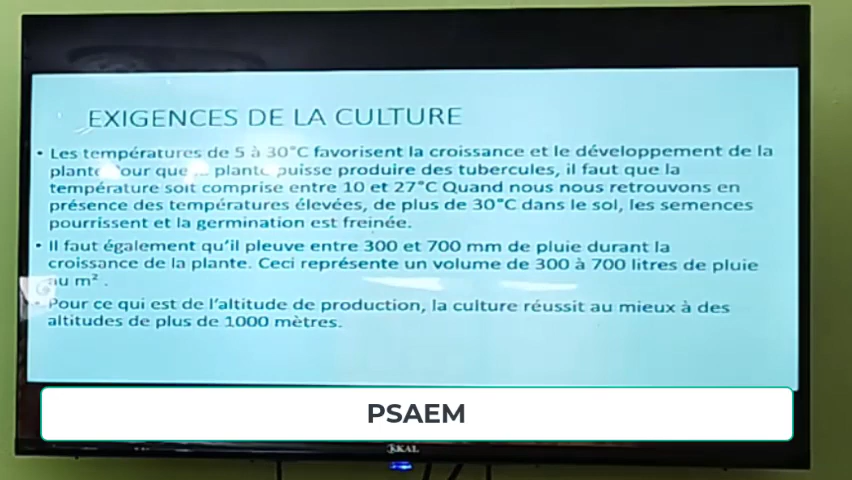 EXIGENCES DE LA CULTURE
• Les températures de 5 à 30°C favorisent la croissance et le développement de la
plante pour que la plante puisse produire des tubercules, il faut que la
température soit comprise entre 10 et 27°C Quand nous nous retrouvons en
présence des températures élevées, de plus de 30°C dans le sol, les semences
pourrissent et la germination est freinée.
• Il faut également qu'il pleuve entre 300 et 700 mm de pluie durant la
croissance de la plante. Ceci représente un volume de 300 à 700 litres de pluie
au m² .
• Pour ce qui est de l'altitude de production, la culture réussit au mieux à des
altitudes de plus de 1000 mètres.
PSAEM